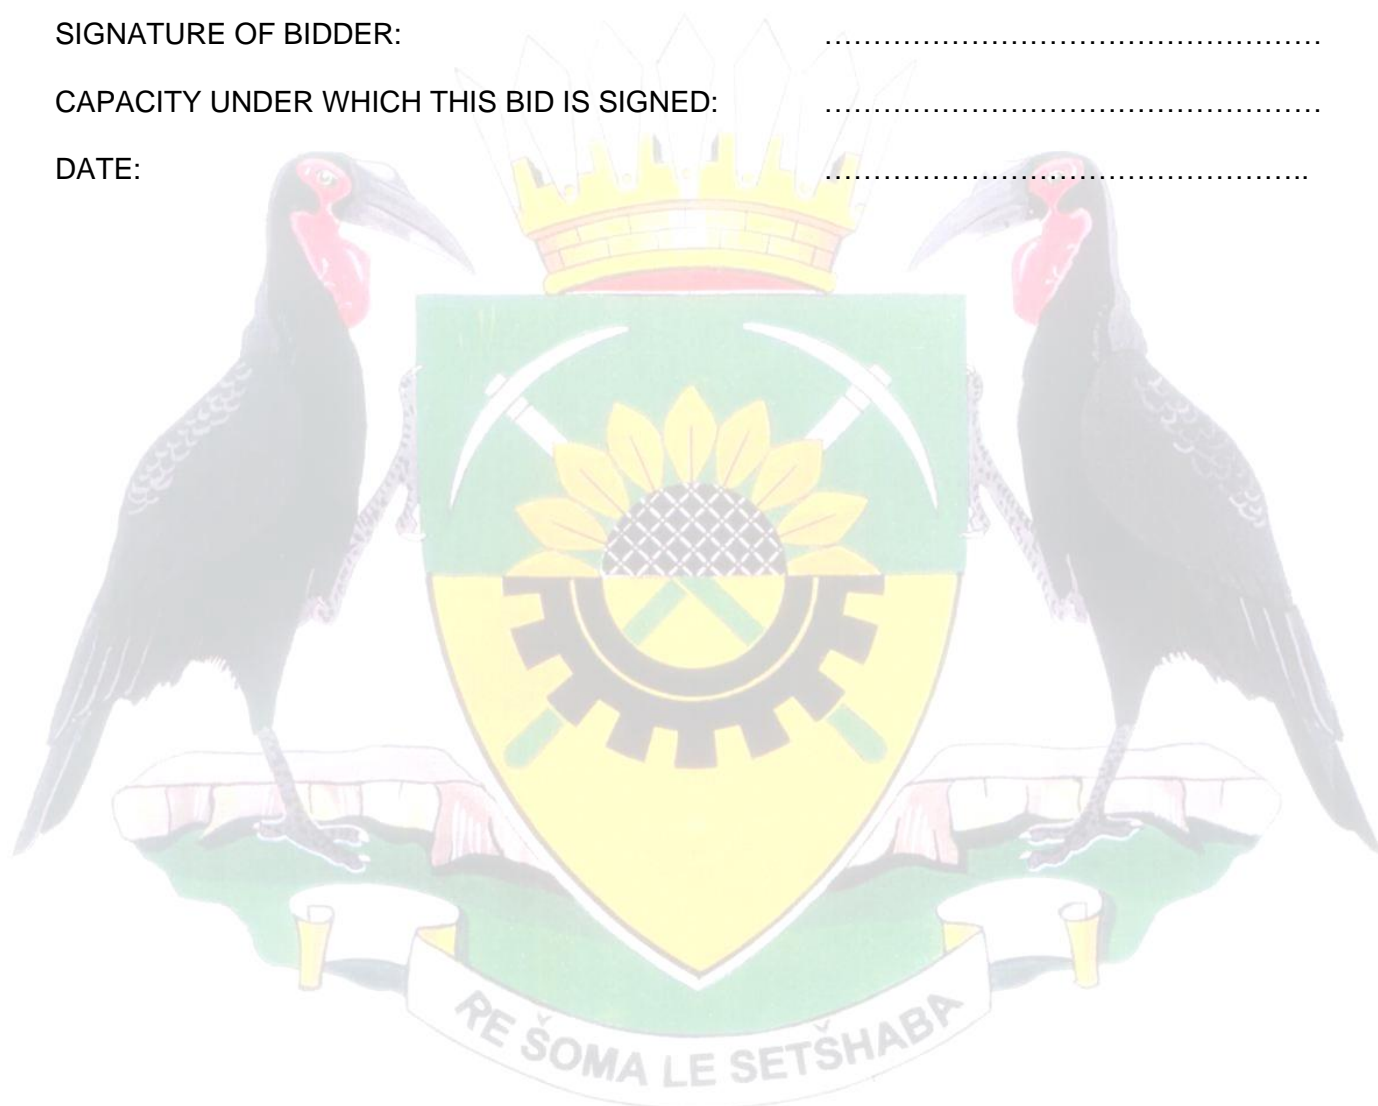 SIGNATURE OF BIDDER: ……………………………………………
CAPACITY UNDER WHICH THIS BID IS SIGNED: ……………………………………………
DATE: …………………………………………..
RE ŠOMA LE SETŠHABA